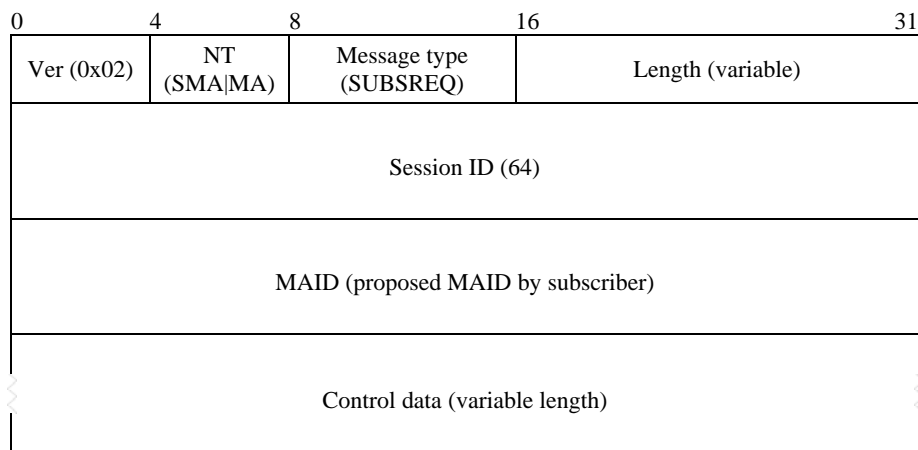 0 4 8 16 31
Ver (0x02) NT (SMA|MA) Message type (SUBSREQ) Length (variable)
Session ID (64)
MAID (proposed MAID by subscriber)
Control data (variable length)